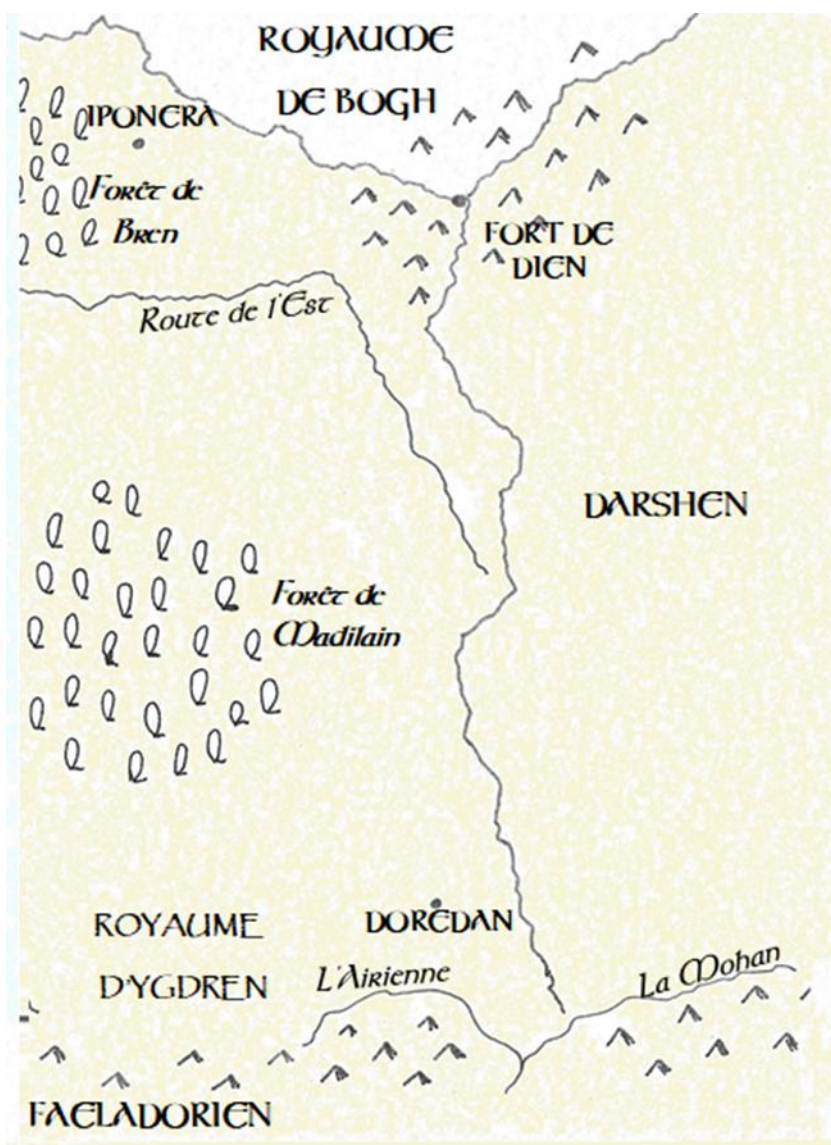 ROYAUME
DE BOGH
IPONERA
Forêt de
Bren
FORT DE
DIEN
Route de l'Est
DARSHEN
Forêt de
Madilain
DOREDAN
ROYAUME
D'YGDREN
L'Airienne
La Mohan
FAELADORIEN